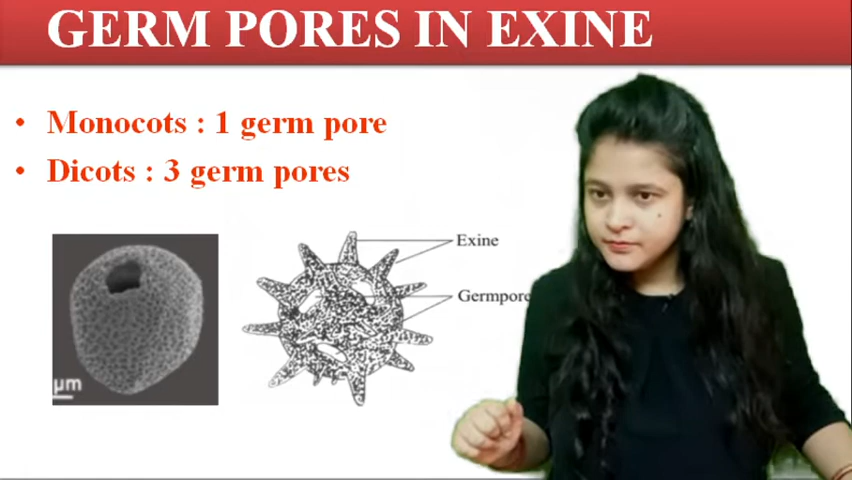 GERM PORES IN EXINE
• Monocots : 1 germ pore
• Dicots : 3 germ pores
Exine
Germpore
µm